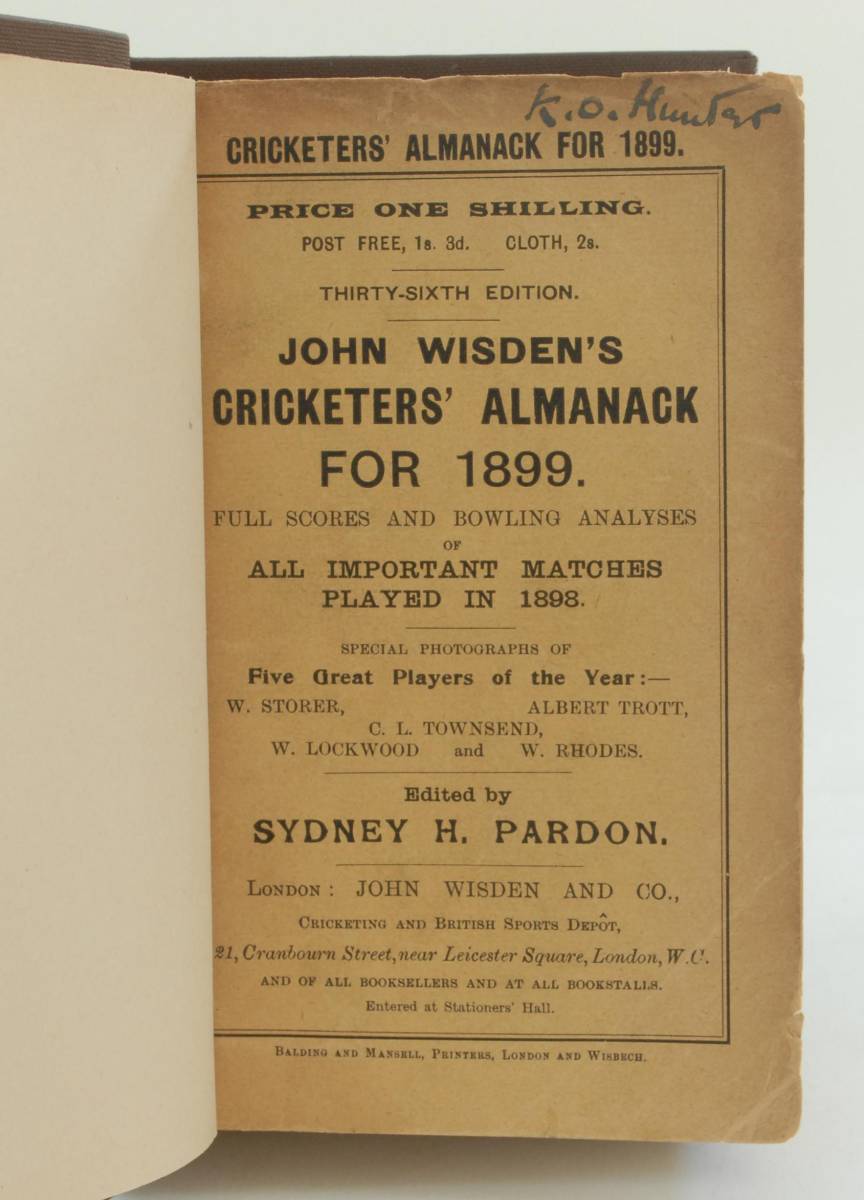 K.O. Hunter
CRICKETERS' ALMANACK FOR 1899.
PRICE ONE SHILLING.
POST FREE, 1s. 3d. CLOTH, 2s.
THIRTY-SIXTH EDITION.
JOHN WISDEN'S
CRICKETERS' ALMANACK
FOR 1899.
FULL SCORES AND BOWLING ANALYSES
OF
ALL IMPORTANT MATCHES
PLAYED IN 1898.
SPECIAL PHOTOGRAPHS OF
Five Great Players of the Year:—
W. STORER, ALBERT TROTT,
C. L. TOWNSEND,
W. LOCKWOOD and W. RHODES.
Edited by
SYDNEY H. PARDON.
LONDON: JOHN WISDEN AND CO.,
CRICKETING AND BRITISH SPORTS DEPÔT,
21, Cranbourn Street, near Leicester Square, London, W.C.
AND OF ALL BOOKSELLERS AND AT ALL BOOKSTALLS.
Entered at Stationers' Hall.
BALDING AND MANSELL, PRINTERS, LONDON AND WISBECH.